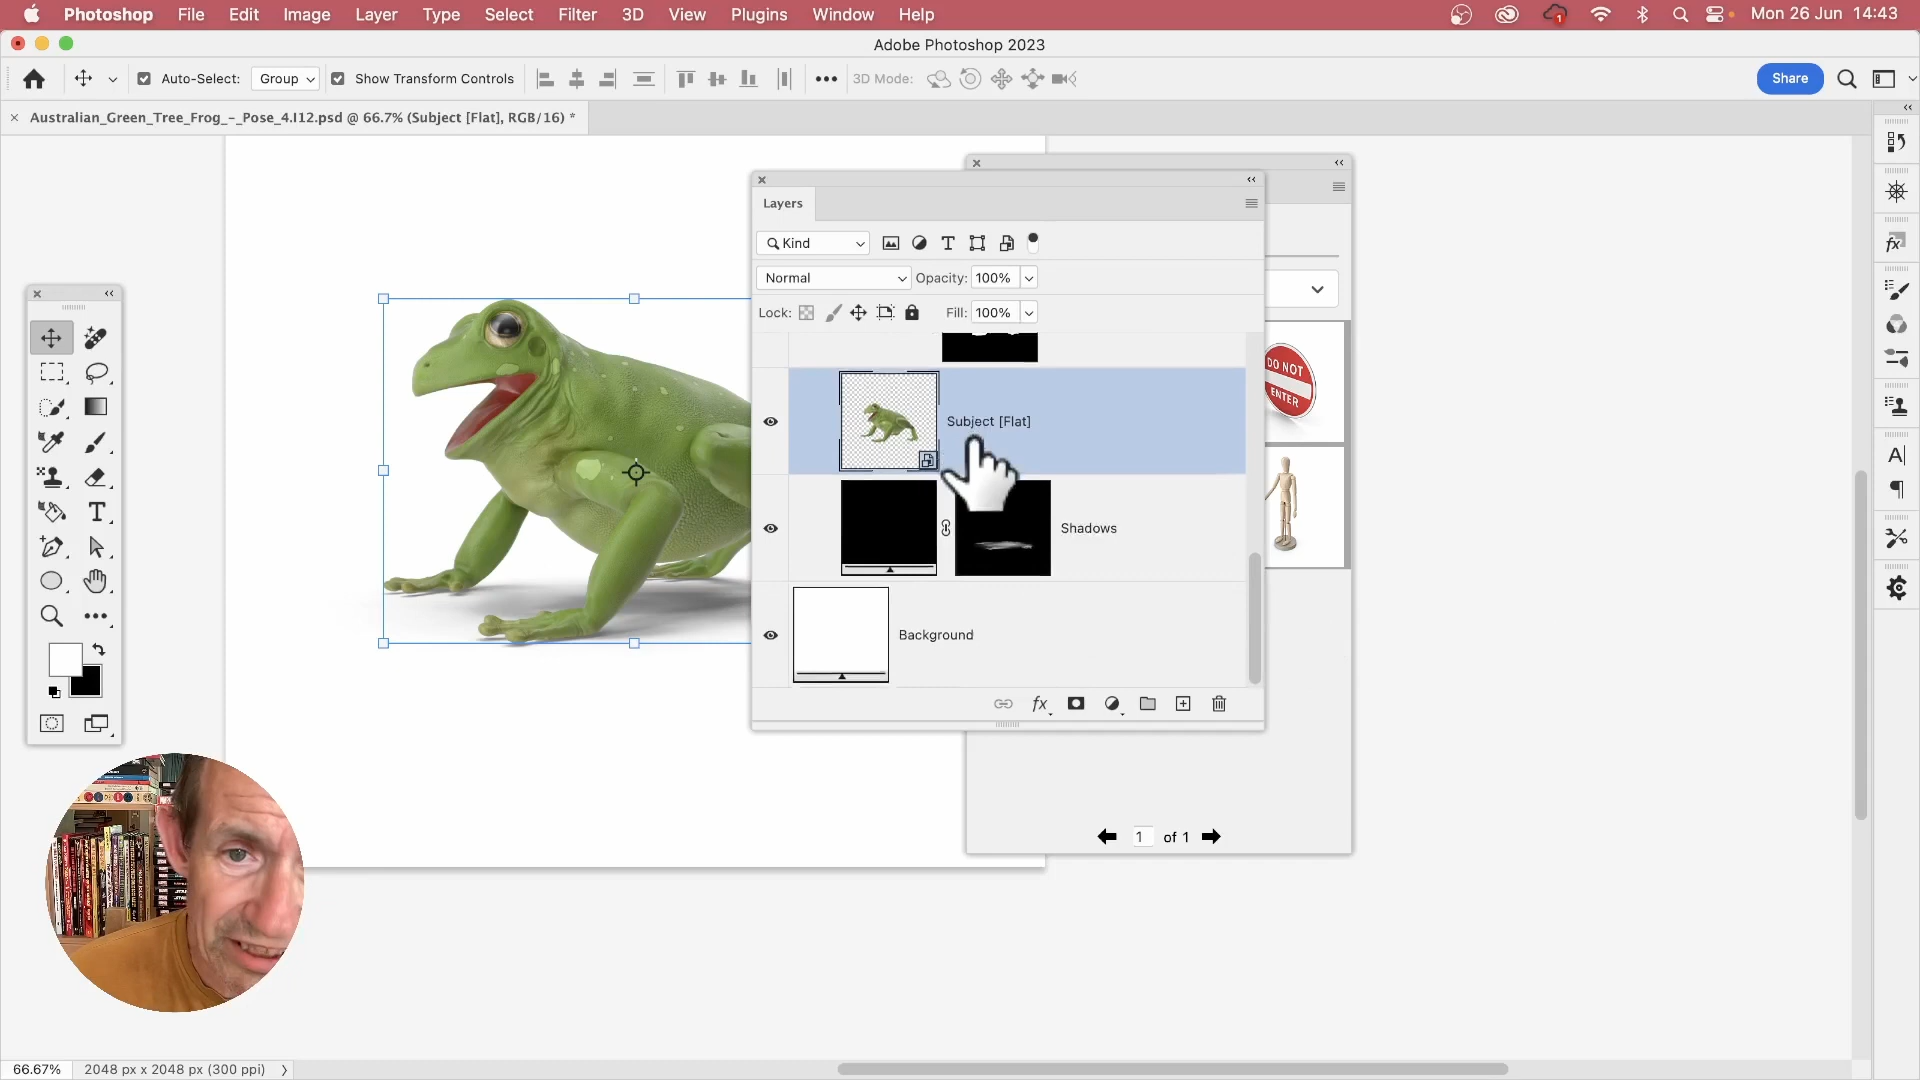 Photoshop File Edit Image Layer Type Select Filter 3D View Plugins Window Help 1 Mon 26 Jun 14:43
Adobe Photoshop 2023
Auto-Select: Group Show Transform Controls 3D Mode: Share
Australian_Green_Tree_Frog_-_Pose_4.I12.psd @ 66.7% (Subject [Flat], RGB/16) *
Layers
Kind
Normal Opacity: 100%
Lock: Fill: 100%
Subject [Flat]
DO NOT
ENTER
Shadows
Background
fx
1 of 1
66.67% 2048 px x 2048 px (300 ppi)